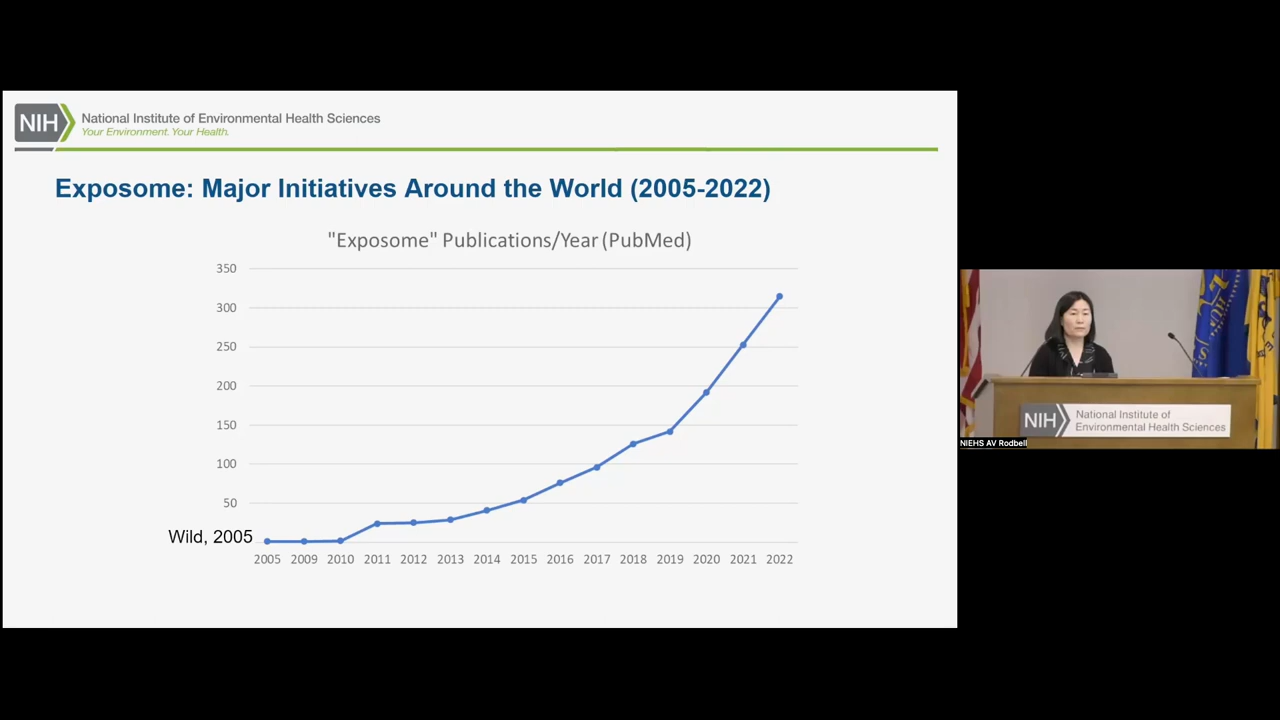 NIH
National Institute of Environmental Health Sciences
Your Environment. Your Health.
Exposome: Major Initiatives Around the World (2005-2022)
"Exposome" Publications/Year (PubMed)
350
300
250
200
150
100
50
Wild, 2005
2005 2009 2010 2011 2012 2013 2014 2015 2016 2017 2018 2019 2020 2021 2022
NIH
National Institute of
Environmental Health Sciences
NIEHS AV Rodbell